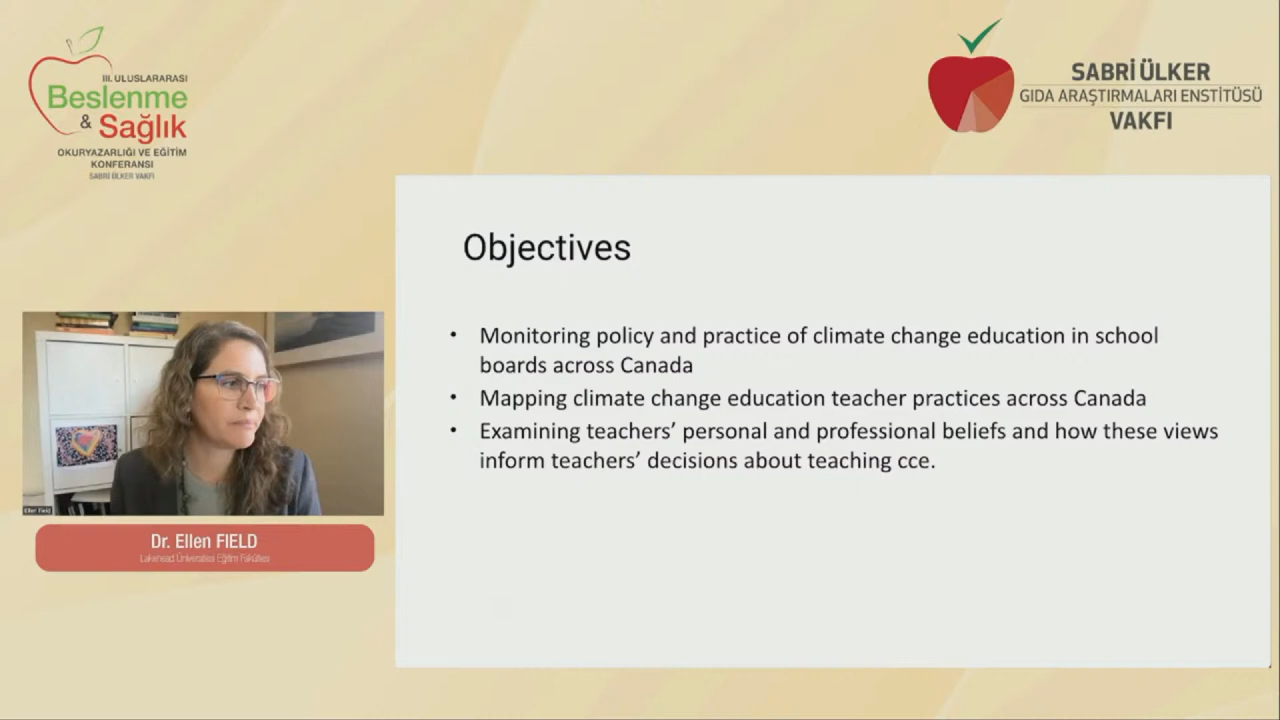 III. ULUSLARARASI
Beslenme
& Sağlık
OKURYAZARLIĞI VE EĞİTİM
KONFERANSI
SABRİ ÜLKER VAKFI
SABRİ ÜLKER
GIDA ARAŞTIRMALARI ENSTİTÜSÜ
VAKFI
Objectives
• Monitoring policy and practice of climate change education in school
boards across Canada
• Mapping climate change education teacher practices across Canada
• Examining teachers’ personal and professional beliefs and how these views
inform teachers’ decisions about teaching cce.
Ellen Field
Dr. Ellen FIELD
Lakehead Üniversitesi Eğitim Fakültesi